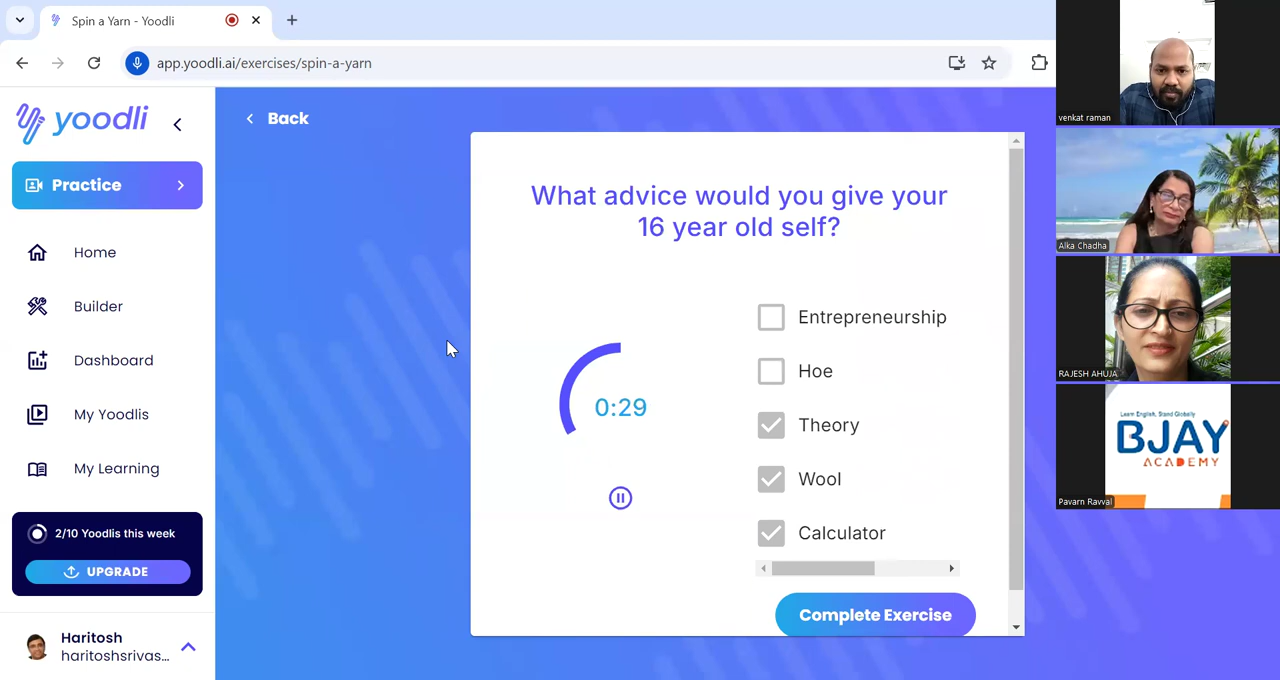 Spin a Yarn - Yoodli
app.yoodli.ai/exercises/spin-a-yarn
yoodli
Practice
Home
Builder
Dashboard
My Yoodlis
My Learning
2/10 Yoodlis this week
UPGRADE
Haritosh
haritoshsrivas...
Back
What advice would you give your
16 year old self?
0:29
Entrepreneurship
Hoe
Theory
Wool
Calculator
Complete Exercise
venkat raman
Alka Chadha
RAJESH AHUJA
Learn English, Stand Globally
BJAY
ACADEMY
Pavarn Ravval